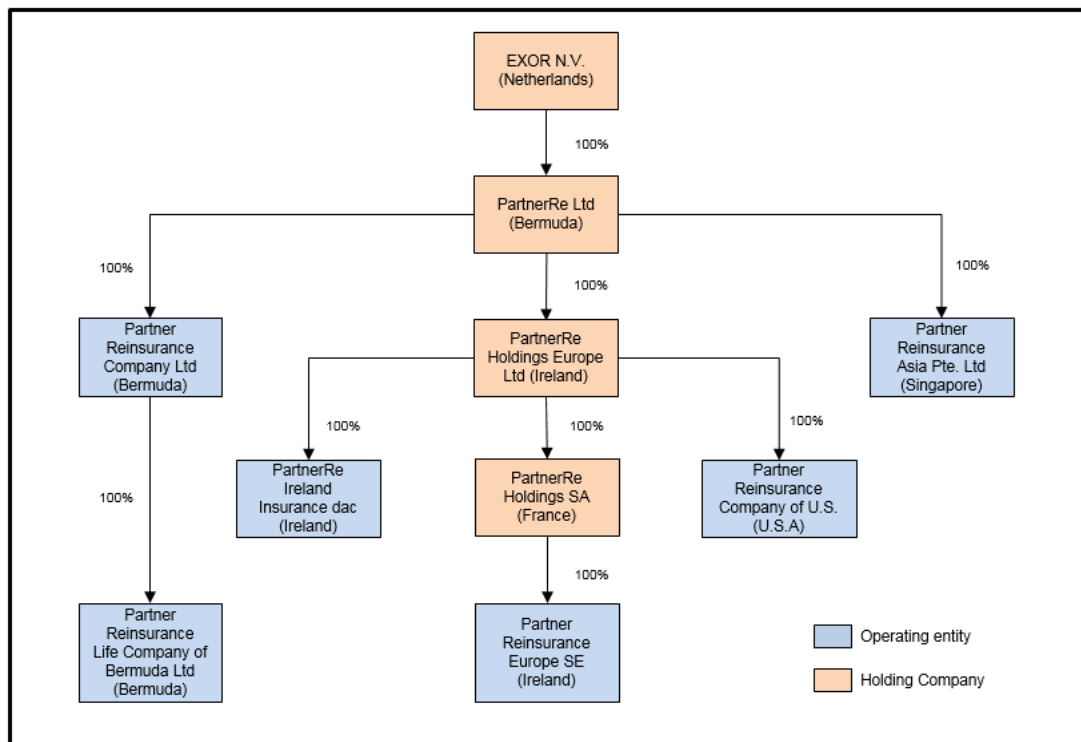 EXOR N.V.
(Netherlands)
100%
PartnerRe Ltd
(Bermuda)
100%
100%
100%
Partner
Reinsurance
Company Ltd
(Bermuda)
PartnerRe
Holdings Europe
Ltd (Ireland)
Partner
Reinsurance
Asia Pte. Ltd
(Singapore)
100%
100%
100%
100%
PartnerRe
Ireland
Insurance dac
(Ireland)
PartnerRe
Holdings SA
(France)
Partner
Reinsurance
Company of U.S.
(U.S.A)
100%
Partner
Reinsurance
Life Company of
Bermuda Ltd
(Bermuda)
Partner
Reinsurance
Europe SE
(Ireland)
Operating entity
Holding Company